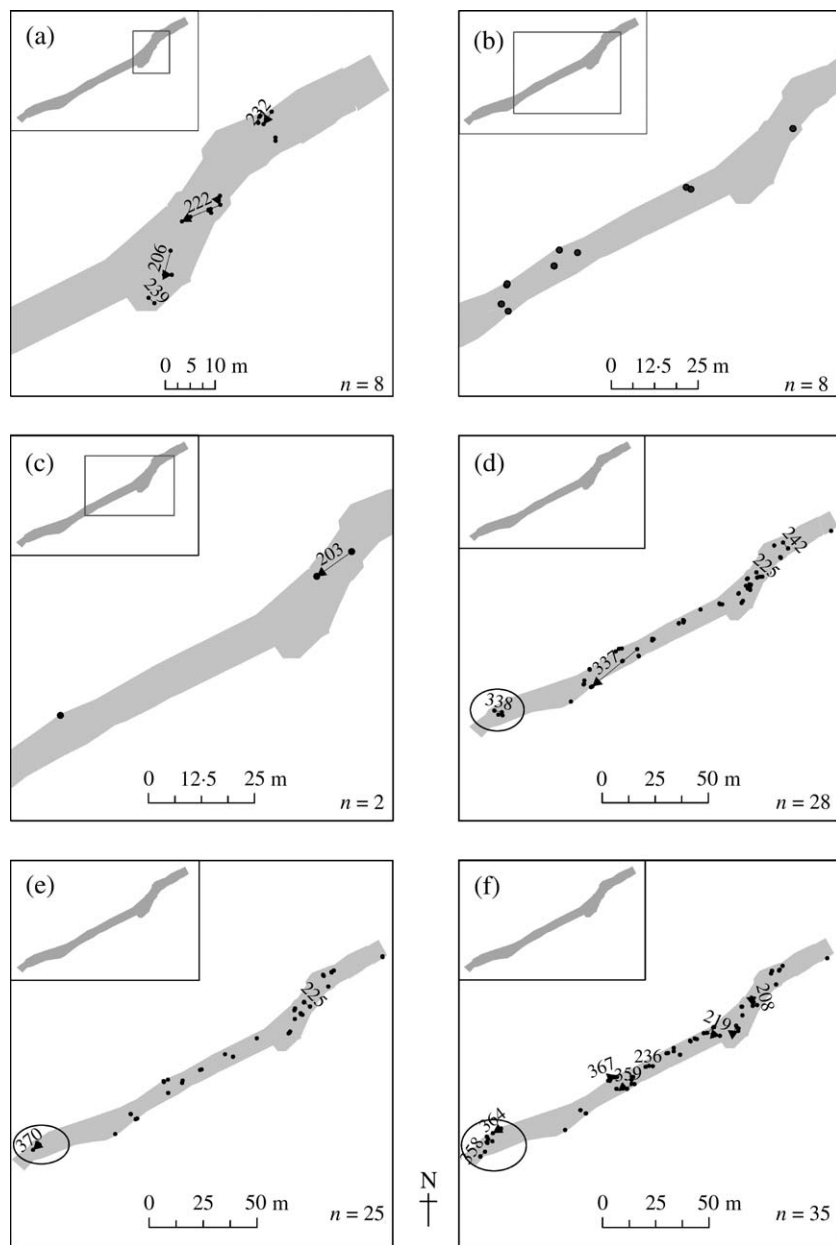 (a)
232
222
206
239
0 5 10 m
n = 8
(b)
0 12·5 25 m
n = 8
(c)
203
0 12·5 25 m
n = 2
(d)
242
225
337
338
0 25 50 m
n = 28
(e)
225
370
0 25 50 m
n = 25
N
(f)
208
219
236
367
359
364
358
0 25 50 m
n = 35